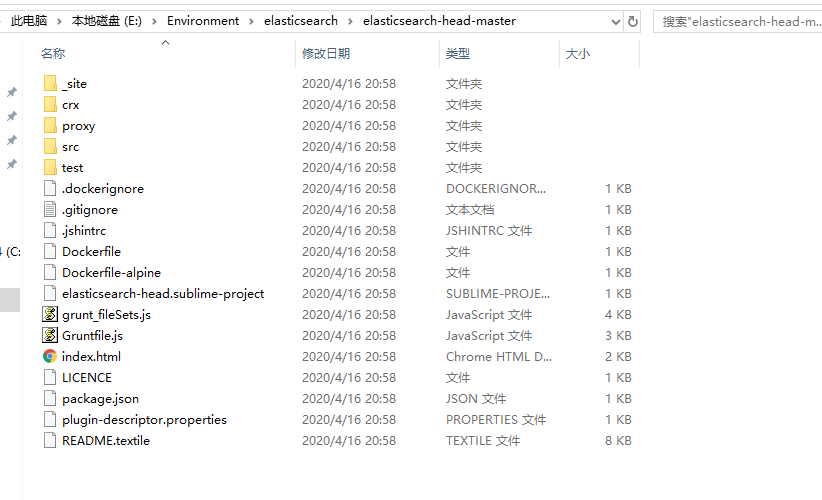 此电脑 › 本地磁盘 (E:) › Environment › elasticsearch › elasticsearch-head-master 搜索"elasticsearch-head-m...
名称 修改日期 类型 大小
_site 2020/4/16 20:58 文件夹
crx 2020/4/16 20:58 文件夹
proxy 2020/4/16 20:58 文件夹
src 2020/4/16 20:58 文件夹
test 2020/4/16 20:58 文件夹
.dockerignore 2020/4/16 20:58 DOCKERIGNOR... 1 KB
.gitignore 2020/4/16 20:58 文本文档 1 KB
.jshintrc 2020/4/16 20:58 JSHINTRC 文件 1 KB
(C: Dockerfile 2020/4/16 20:58 文件 1 KB
Dockerfile-alpine 2020/4/16 20:58 文件 1 KB
elasticsearch-head.sublime-project 2020/4/16 20:58 SUBLIME-PROJE... 1 KB
grunt_fileSets.js 2020/4/16 20:58 JavaScript 文件 4 KB
Gruntfile.js 2020/4/16 20:58 JavaScript 文件 3 KB
index.html 2020/4/16 20:58 Chrome HTML D... 2 KB
LICENCE 2020/4/16 20:58 文件 1 KB
package.json 2020/4/16 20:58 JSON 文件 1 KB
plugin-descriptor.properties 2020/4/16 20:58 PROPERTIES 文件 1 KB
README.textile 2020/4/16 20:58 TEXTILE 文件 8 KB